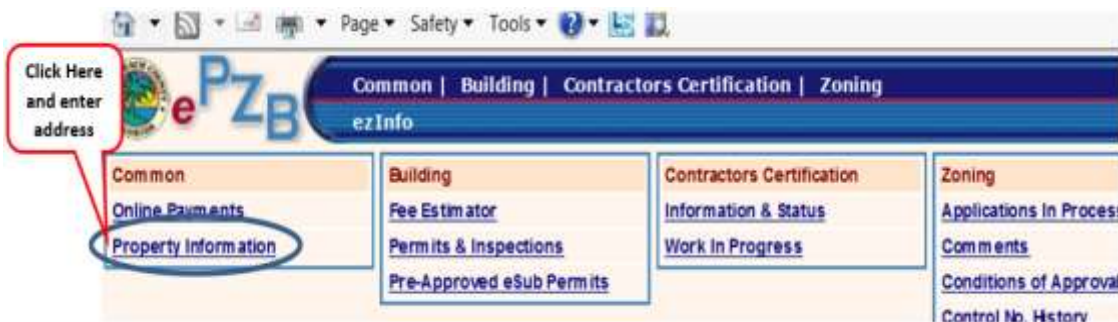 Page Safety Tools
Click Here
and enter
address
ePZB
Common | Building | Contractors Certification | Zoning
ezInfo
Common
Online Payments
Property Information
Building
Fee Estimator
Permits & Inspections
Pre-Approved eSub Permits
Contractors Certification
Information & Status
Work In Progress
Zoning
Applications In Proces
Comments
Conditions of Approval
Control No. History